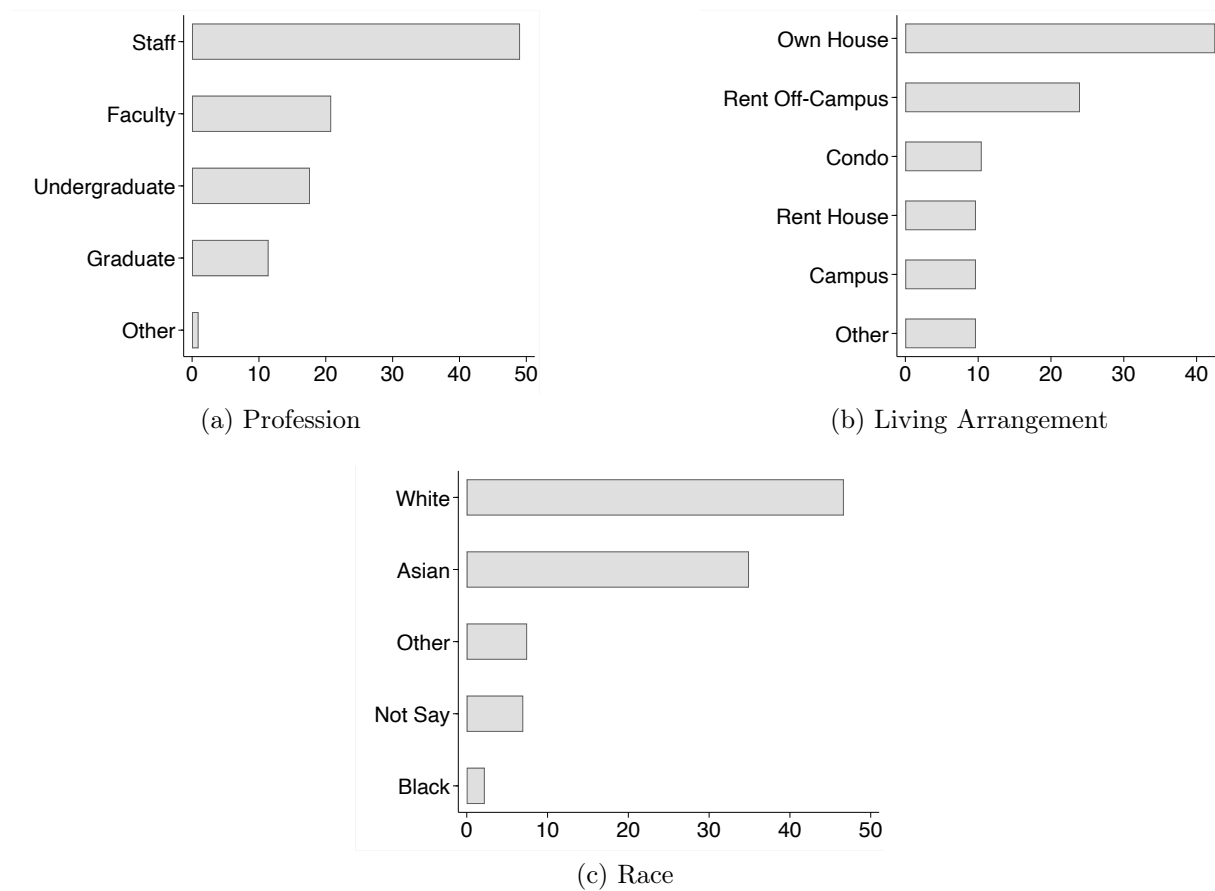 Staff
Faculty
Undergraduate
Graduate
Other
0 10 20 30 40 50
(a) Profession
Own House
Rent Off-Campus
Condo
Rent House
Campus
Other
0 10 20 30 40
(b) Living Arrangement
White
Asian
Other
Not Say
Black
0 10 20 30 40 50
(c) Race